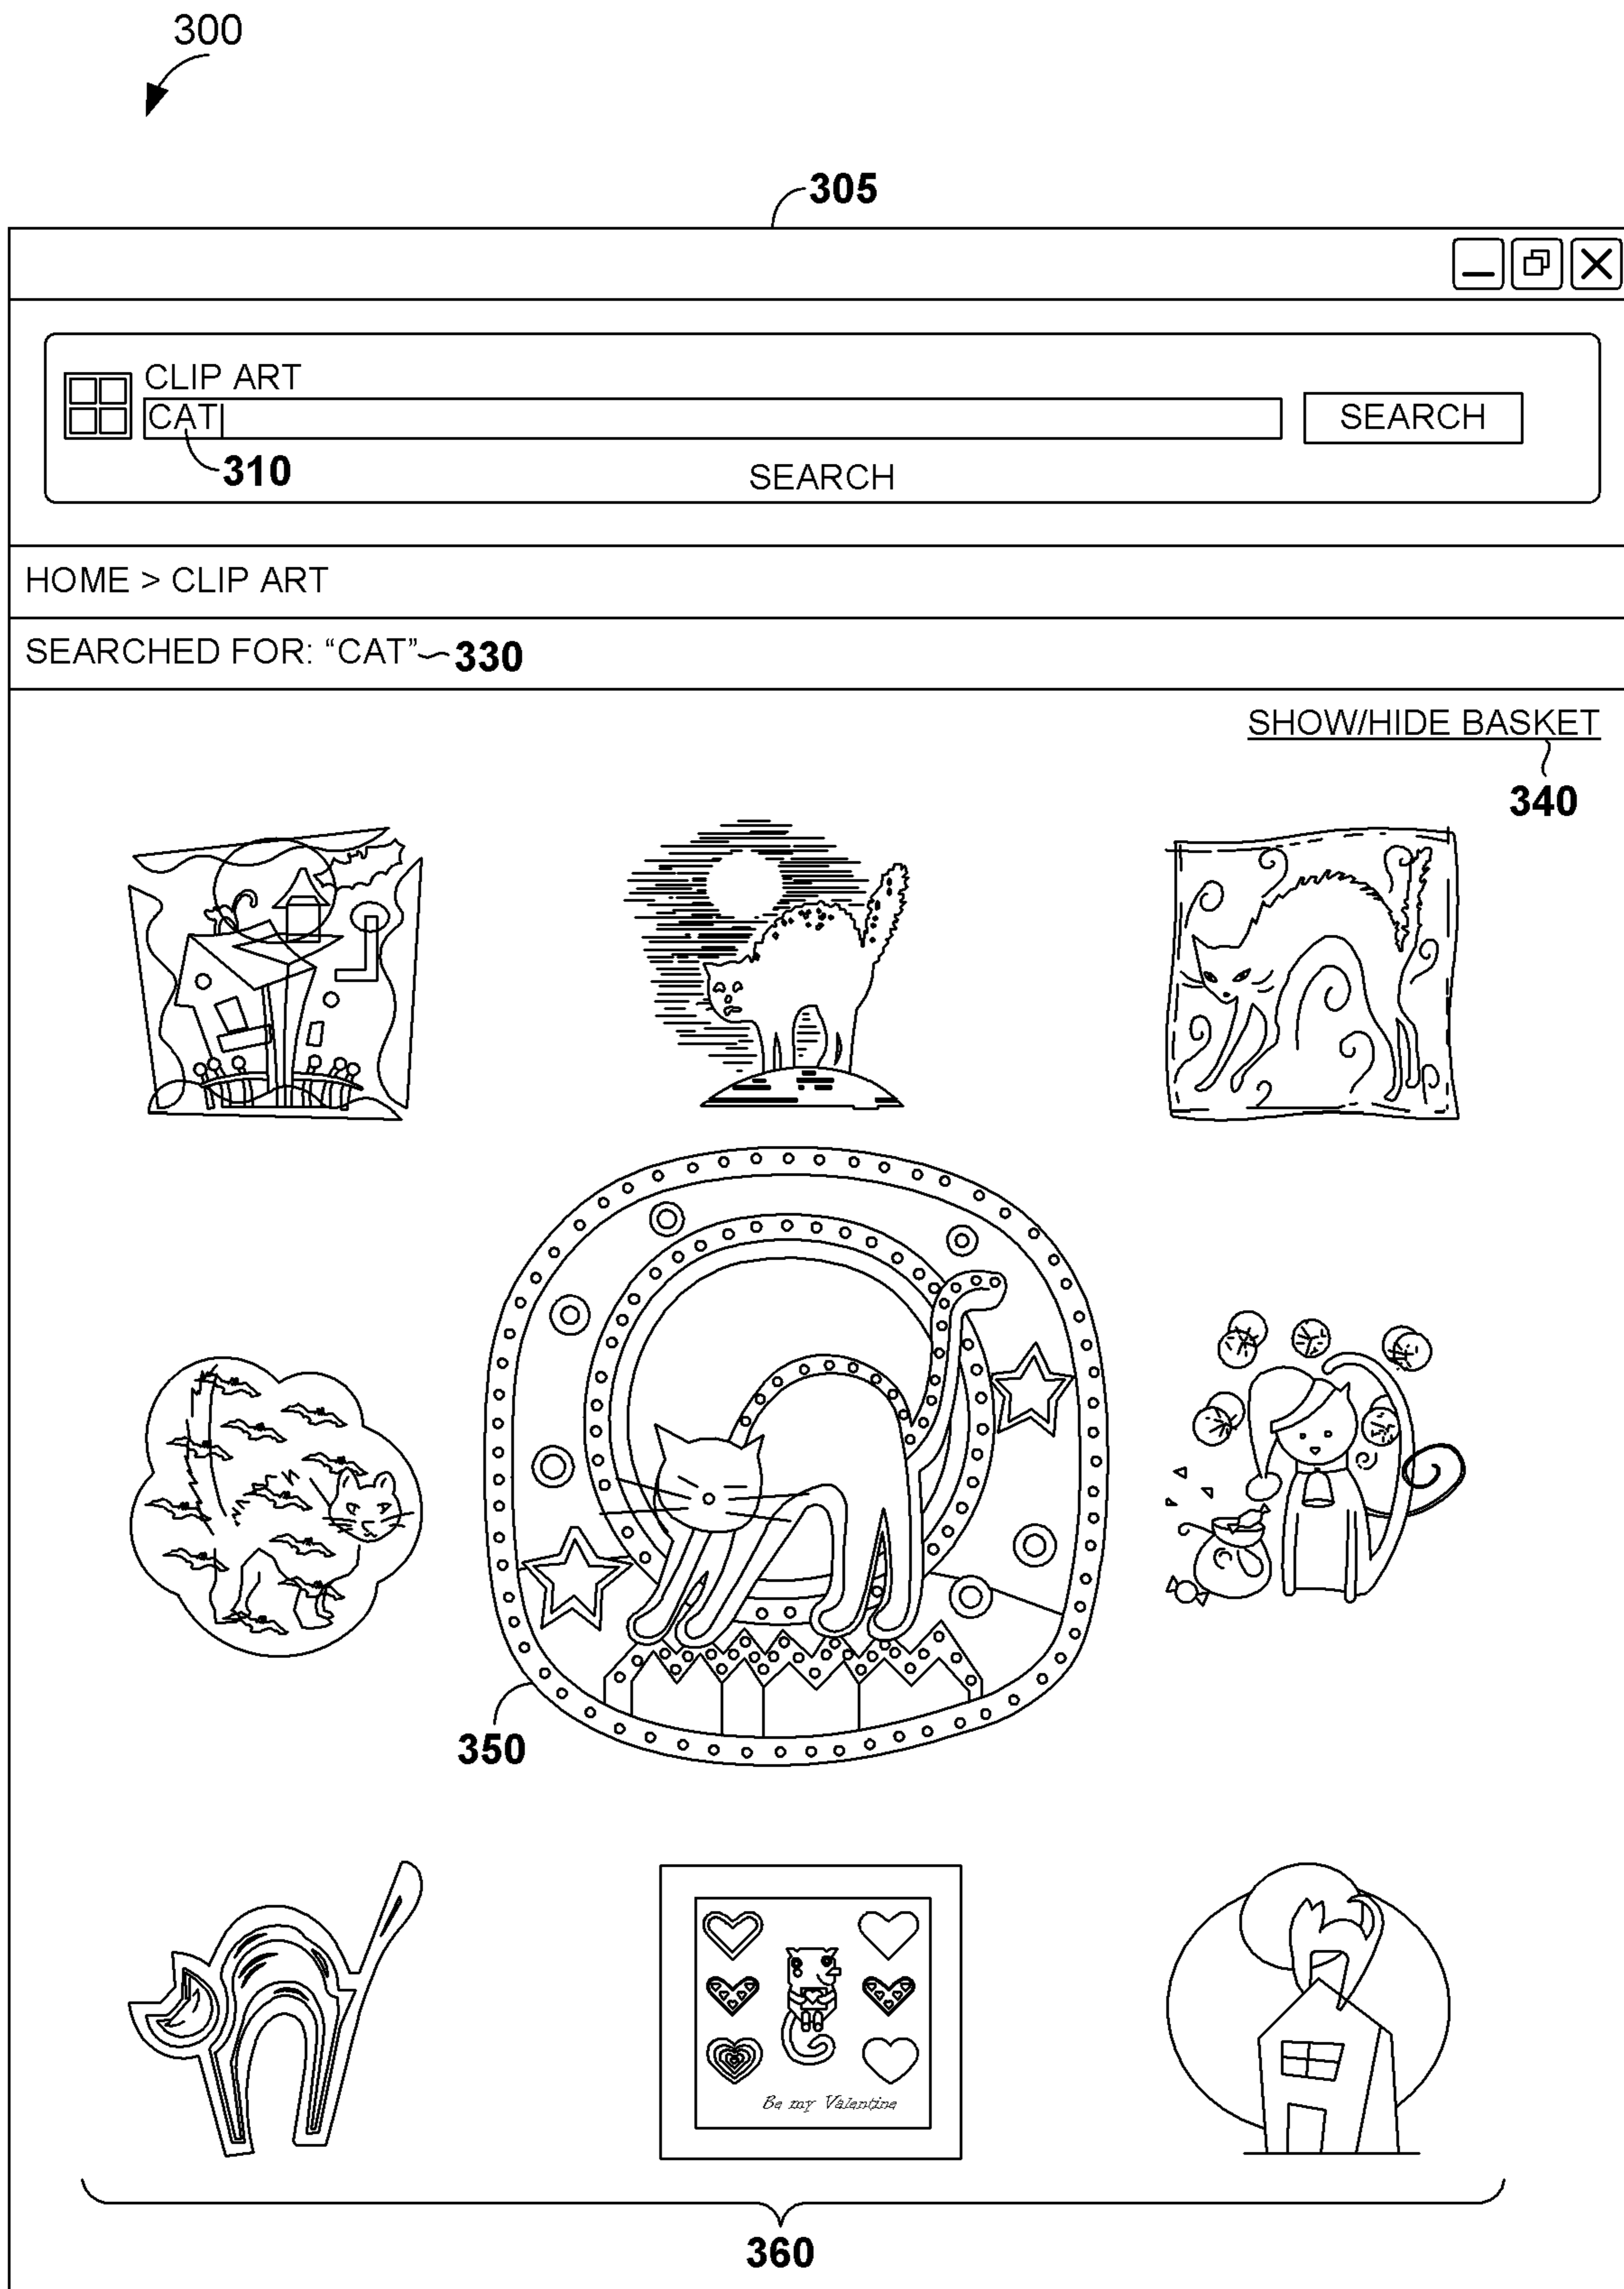 300
305
CLIP ART
CAT
SEARCH
310
SEARCH
HOME > CLIP ART
SEARCHED FOR: “CAT” 330
SHOW/HIDE BASKET
340
350
Be my Valentine
360